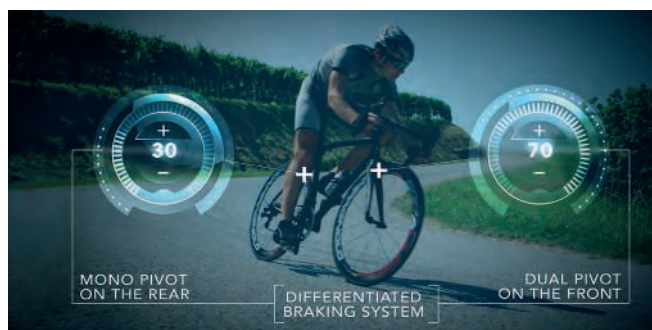 +
30
−
+
70
−
MONO PIVOT
ON THE REAR
DIFFERENTIATED
BRAKING SYSTEM
DUAL PIVOT
ON THE FRONT